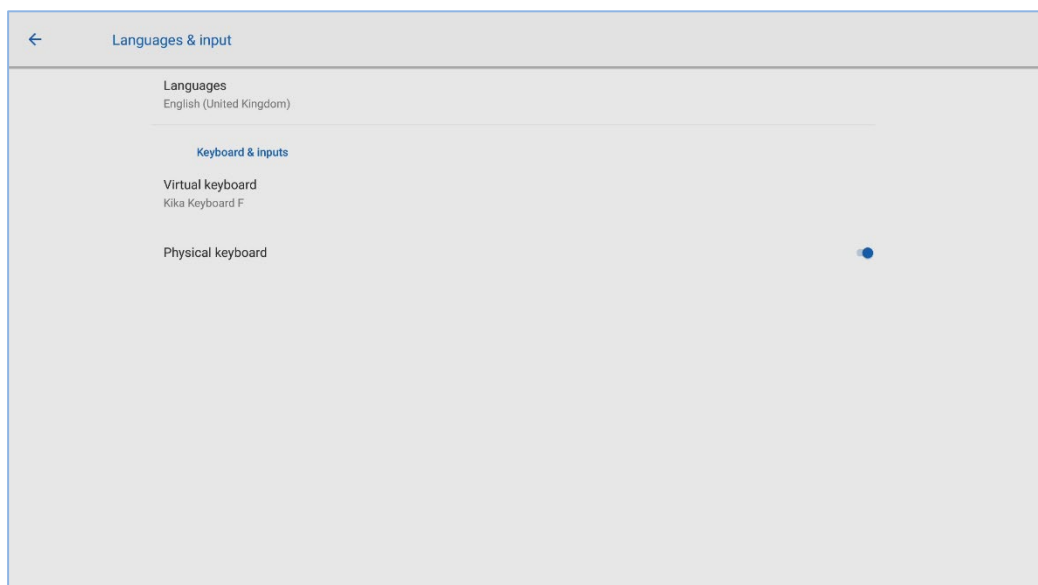 Languages & input
Languages
English (United Kingdom)
Keyboard & inputs
Virtual keyboard
Kika Keyboard F
Physical keyboard